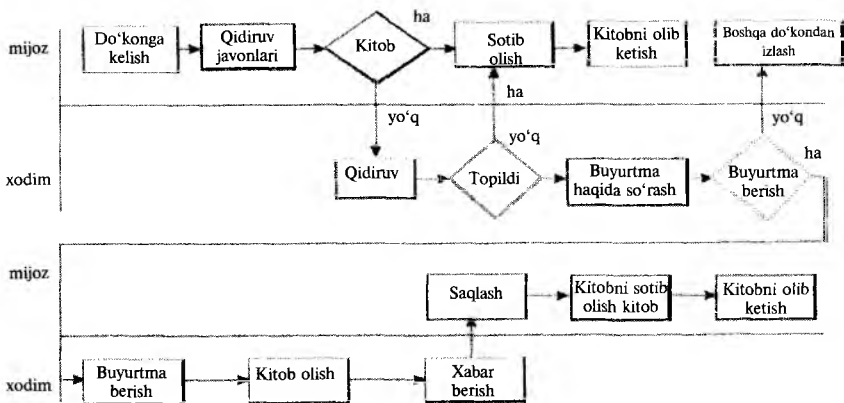 ha
mijoz
Do‘konga
kelish
Qidiruv
javonlari
Kitob
Sotib
olish
Kitobni olib
ketish
Boshqa do‘kondan
izlash
ha
yo‘q
yo‘q
yo‘q
xodim
Qidiruv
Topildi
Buyurtma
haqida so‘rash
Buyurtma
berish
ha
mijoz
Saqlash
Kitobni sotib
olish kitob
Kitobni olib
ketish
xodim
Buyurtma
berish
Kitob olish
Xabar
berish